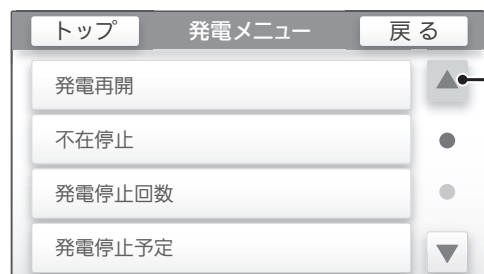 トップ 発電メニュー 戻る
発電再開
不在停止
発電停止回数
発電停止予定